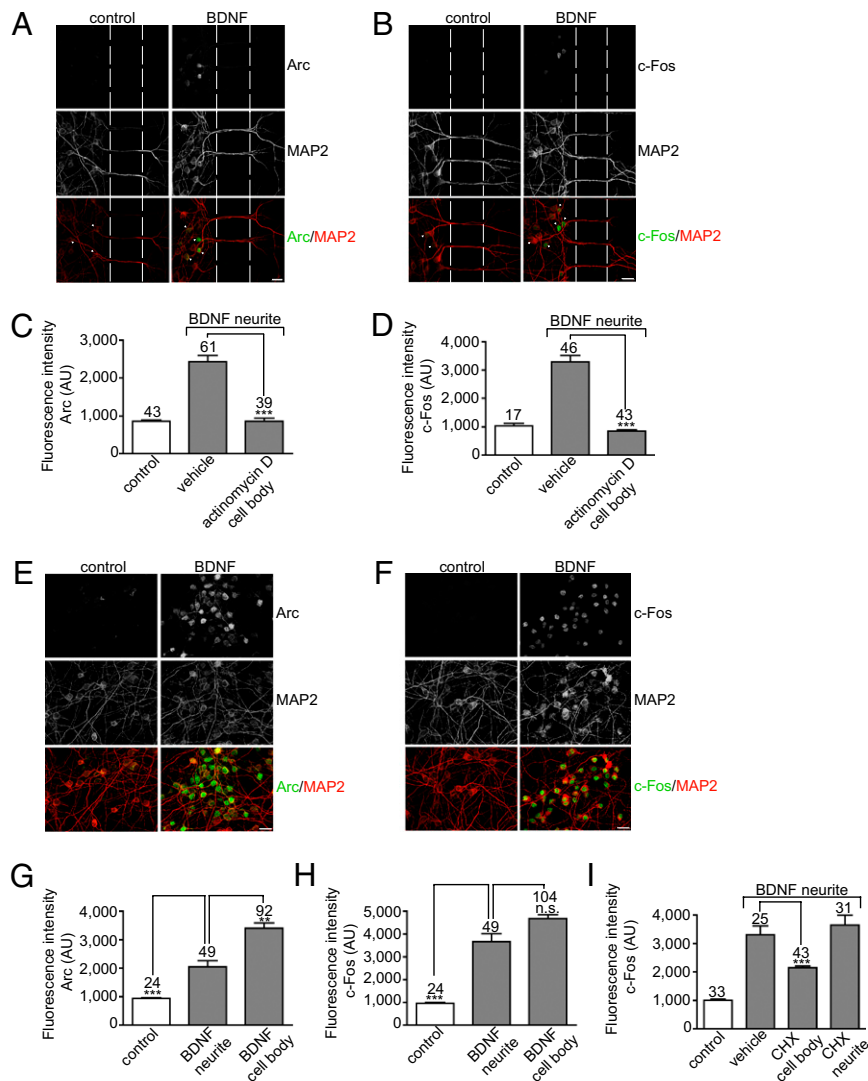 A
control
BDNF
Arc
MAP2
Arc/MAP2
B
control
BDNF
c-Fos
MAP2
c-Fos/MAP2
C
Fluorescence intensity
Arc (AU)
3,000
2,000
1,000
0
BDNF neurite
43
61
39
***
control
vehicle
actinomycin D
cell body
D
Fluorescence intensity
c-Fos (AU)
4,000
3,000
2,000
1,000
0
BDNF neurite
17
46
43
***
control
vehicle
actinomycin D
cell body
E
control
BDNF
Arc
MAP2
Arc/MAP2
F
control
BDNF
c-Fos
MAP2
c-Fos/MAP2
G
Fluorescence intensity
Arc (AU)
4,000
3,000
2,000
1,000
0
24
***
49
92
**
control
BDNF
neurite
BDNF
cell body
H
Fluorescence intensity
c-Fos (AU)
5,000
4,000
3,000
2,000
1,000
0
24
***
49
104
n.s.
control
BDNF
neurite
BDNF
cell body
I
Fluorescence intensity
c-Fos (AU)
4,000
3,000
2,000
1,000
0
BDNF neurite
33
25
43
***
31
control
vehicle
CHX
cell body
CHX
neurite